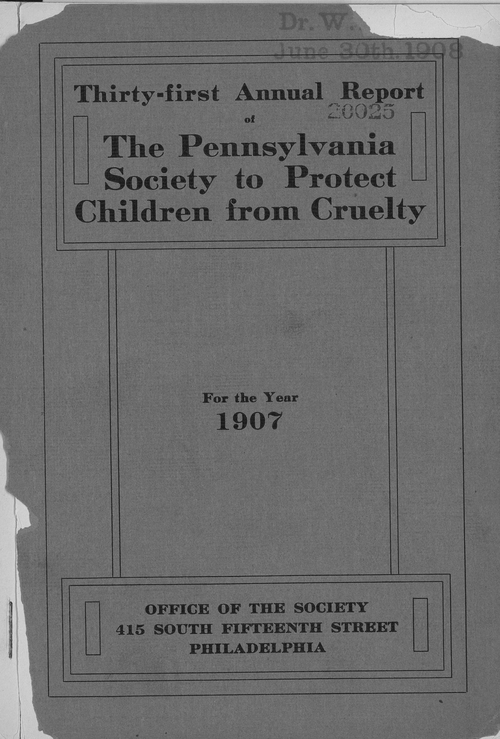 Dr. W.
June 30th. 1908
Thirty-first Annual Report
20025
of
The Pennsylvania
Society to Protect
Children from Cruelty
For the Year
1907
OFFICE OF THE SOCIETY
415 SOUTH FIFTEENTH STREET
PHILADELPHIA